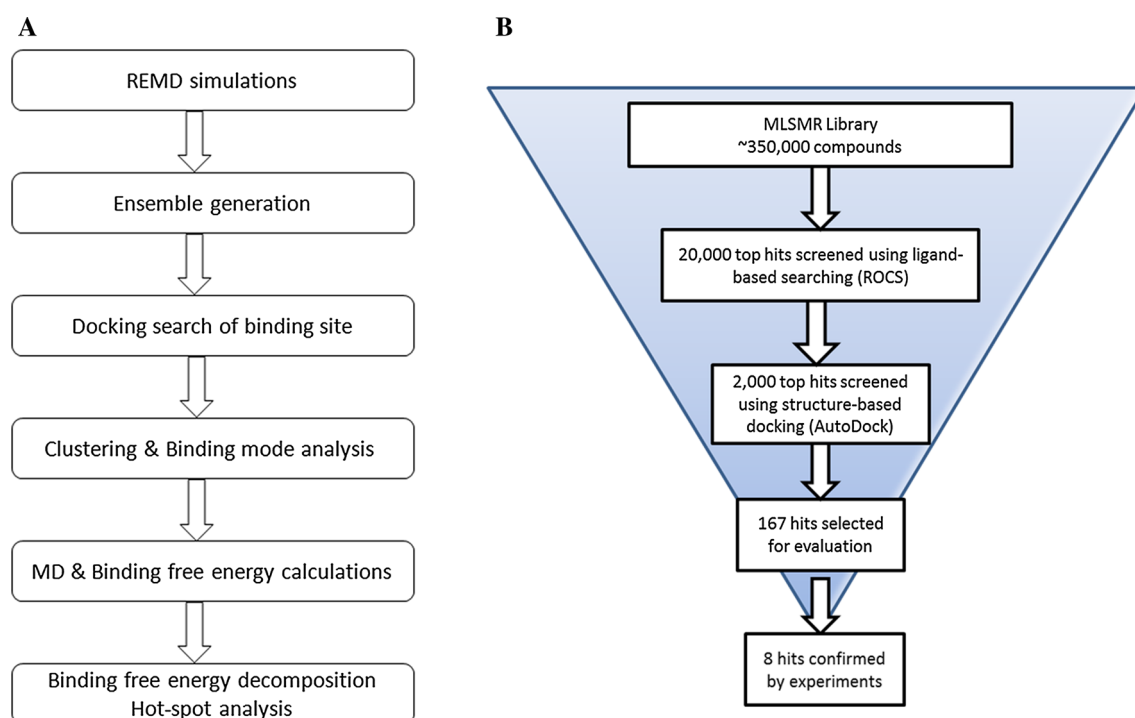 A
REMD simulations
Ensemble generation
Docking search of binding site
Clustering & Binding mode analysis
MD & Binding free energy calculations
Binding free energy decomposition
Hot-spot analysis
B
MLSMR Library
~350,000 compounds
20,000 top hits screened using ligand-
based searching (ROCS)
2,000 top hits screened
using structure-based
docking (AutoDock)
167 hits selected
for evaluation
8 hits confirmed
by experiments